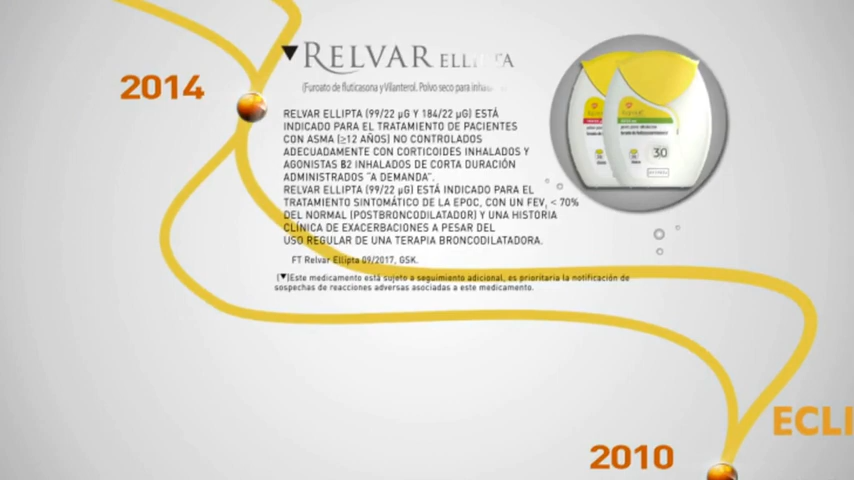 2014
RELVAR ELLIPTA
(Furoato de fluticasona y Vilanterol. Polvo seco para
RELVAR ELLIPTA (99/22 µG Y 184/22 µG) ESTÁ
INDICADO PARA EL TRATAMIENTO DE PACIENTES
CON ASMA (≥12 AÑOS) NO CONTROLADOS
ADECUADAMENTE CON CORTICOIDES INHALADOS Y
AGONISTAS B2 INHALADOS DE CORTA DURACIÓN
ADMINISTRADOS "A DEMANDA".
RELVAR ELLIPTA (99/22 µG) ESTÁ INDICADO PARA EL
TRATAMIENTO SINTOMÁTICO DE LA EPOC, CON UN FEV₁ < 70%
DEL NORMAL (POSTBRONCODILATADOR) Y UNA HISTORIA
CLÍNICA DE EXACERBACIONES A PESAR DEL
USO REGULAR DE UNA TERAPIA BRONCODILATADORA.
FT Relvar Ellipta 09/2017, GSK.
(▼)Este medicamento está sujeto a seguimiento adicional, es prioritaria la notificación de
sospechas de reacciones adversas asociadas a este medicamento.
30
ECLI
2010